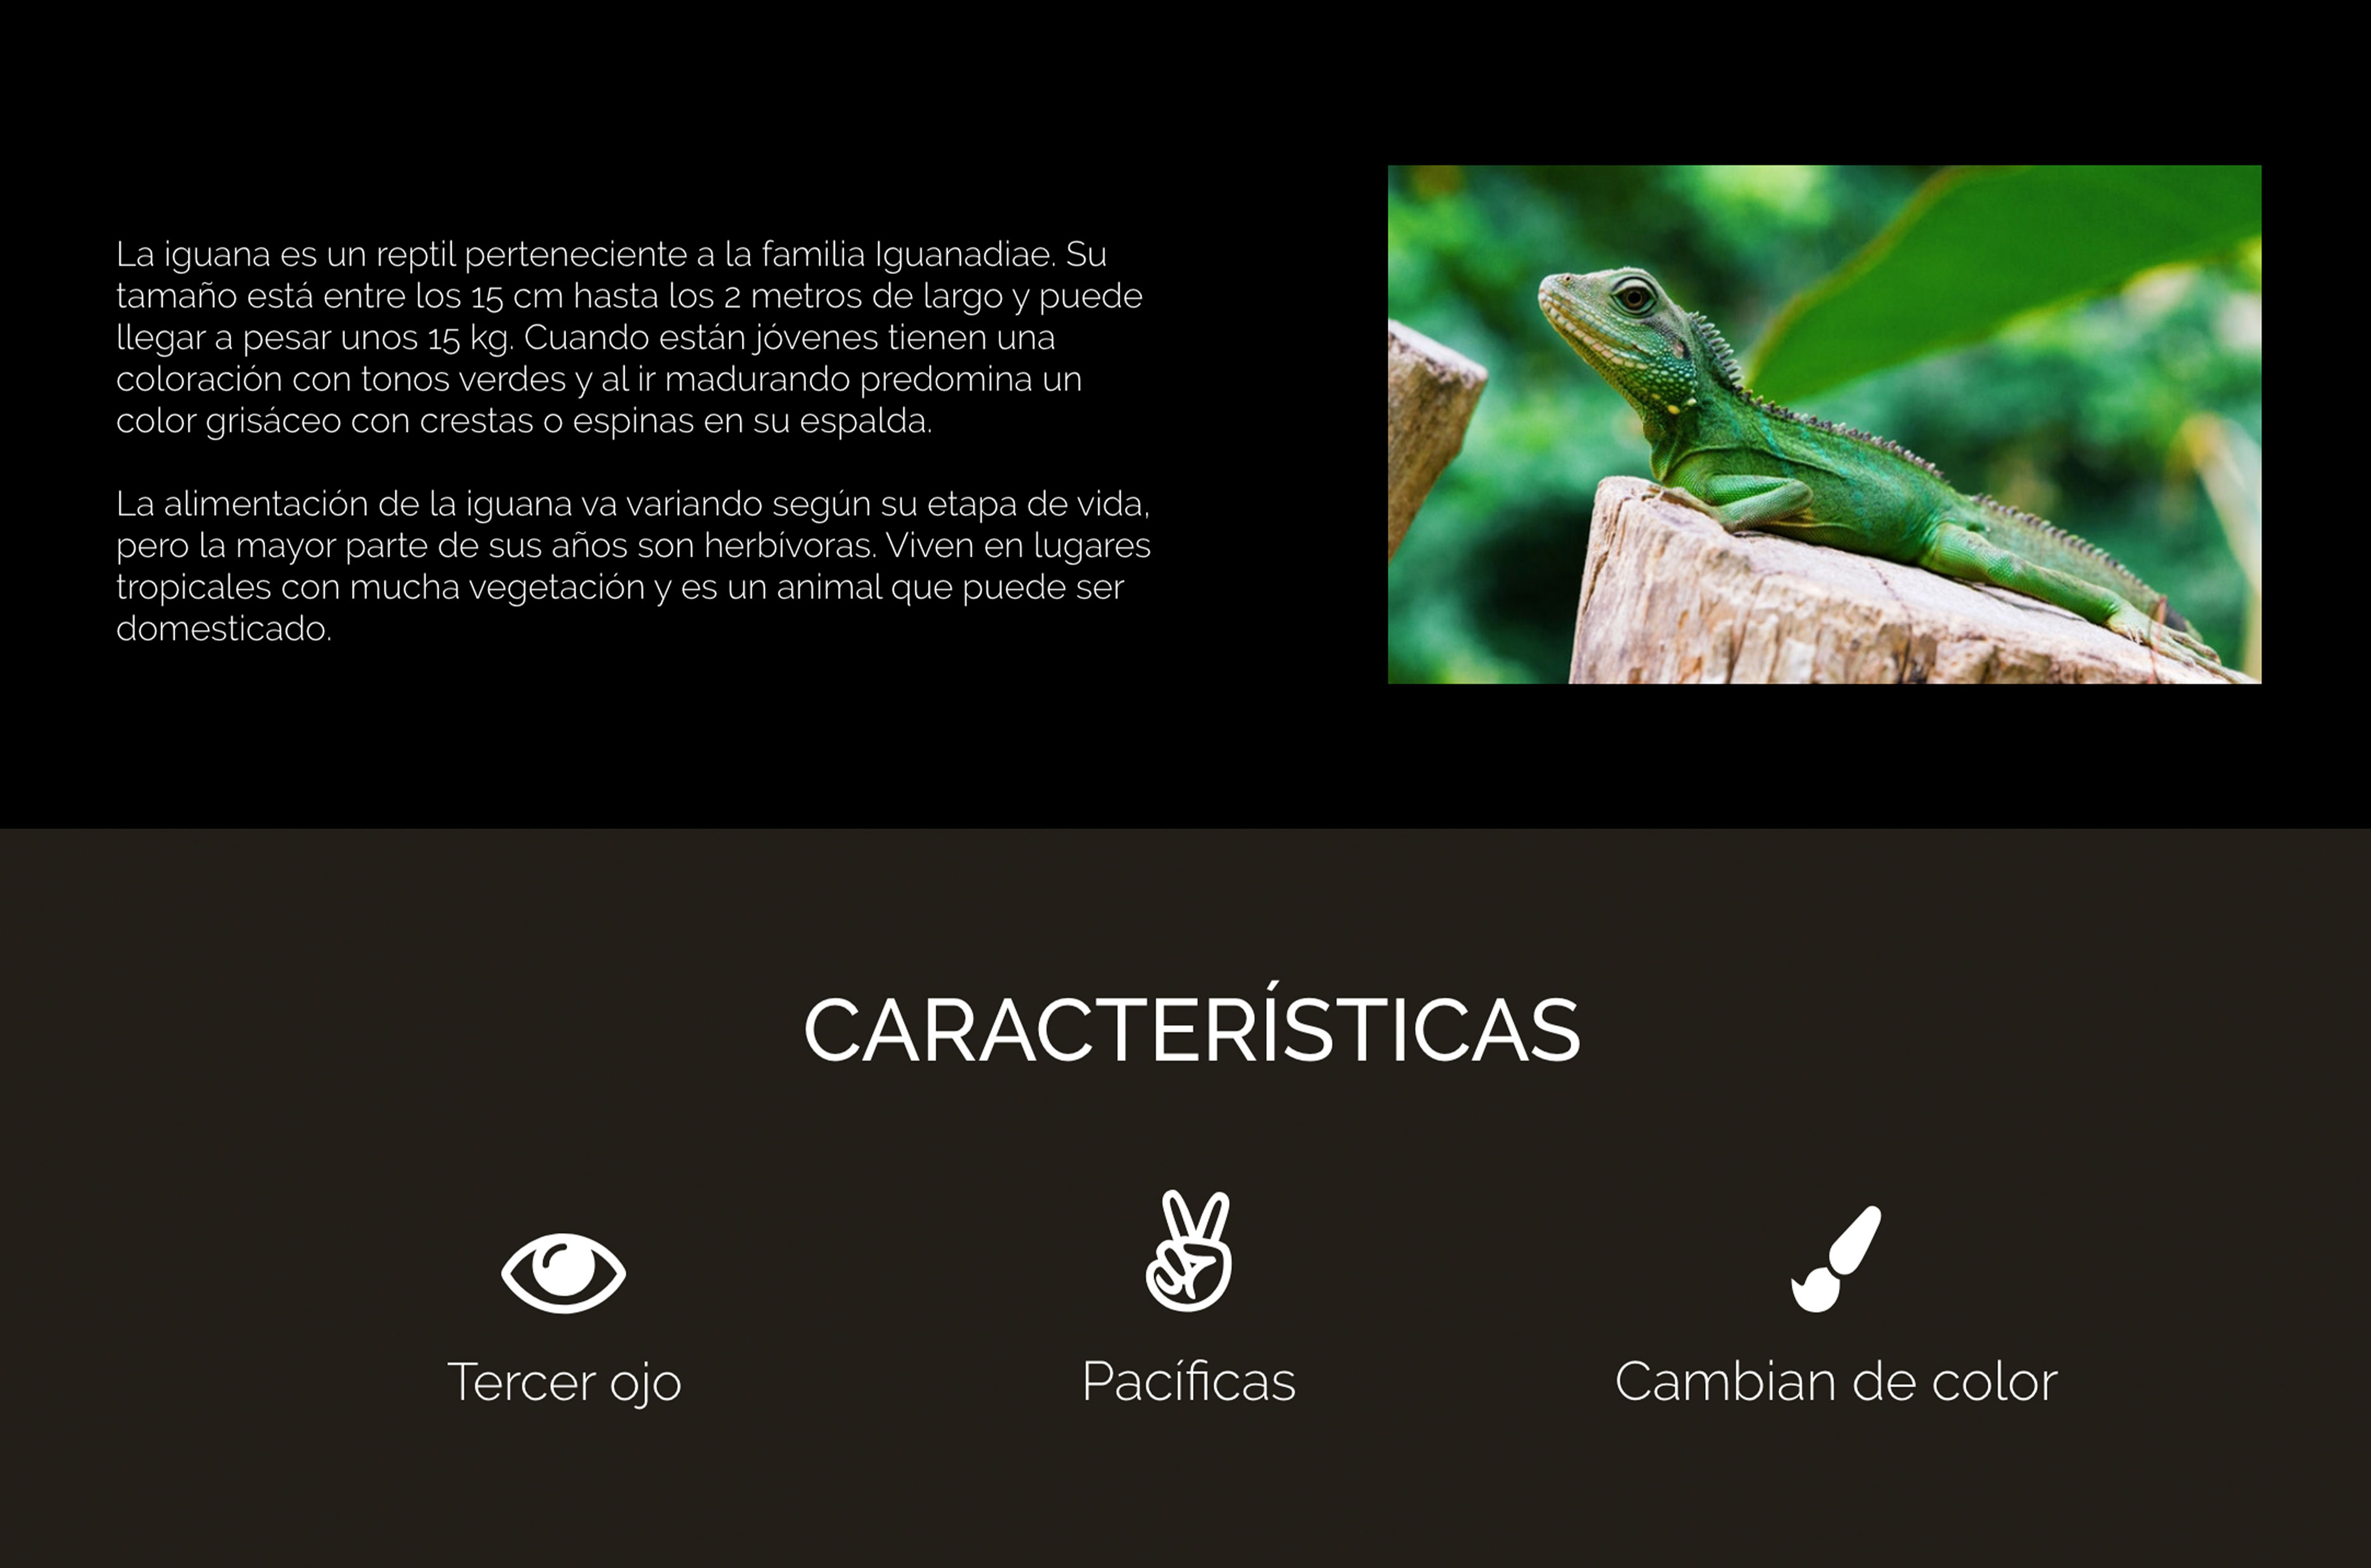 La iguana es un reptil perteneciente a la familia Iguanadiae. Su
tamaño está entre los 15 cm hasta los 2 metros de largo y puede
llegar a pesar unos 15 kg. Cuando están jóvenes tienen una
coloración con tonos verdes y al ir madurando predomina un
color grisáceo con crestas o espinas en su espalda.
La alimentación de la iguana va variando según su etapa de vida,
pero la mayor parte de sus años son herbívoras. Viven en lugares
tropicales con mucha vegetación y es un animal que puede ser
domesticado.
CARACTERÍSTICAS
Tercer ojo
Pacíficas
Cambian de color